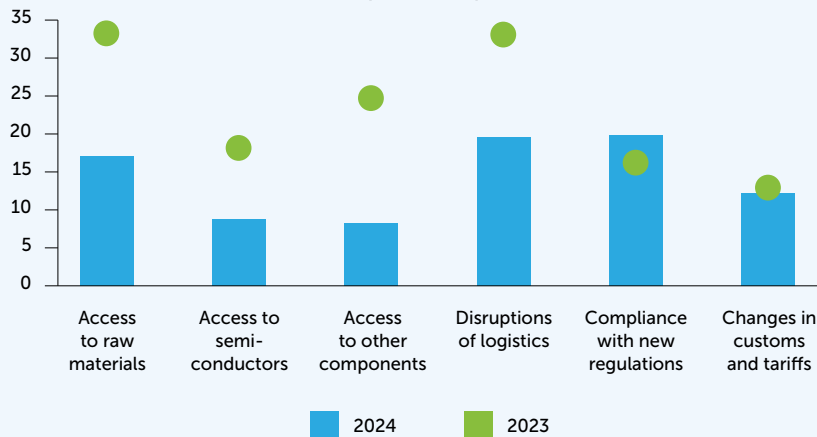 35
30
25
20
15
10
5
0
Access
to raw
materials
Access to
semi-
conductors
Access
to other
components
Disruptions
of logistics
Compliance
with new
regulations
Changes in
customs
and tariffs
2024
2023